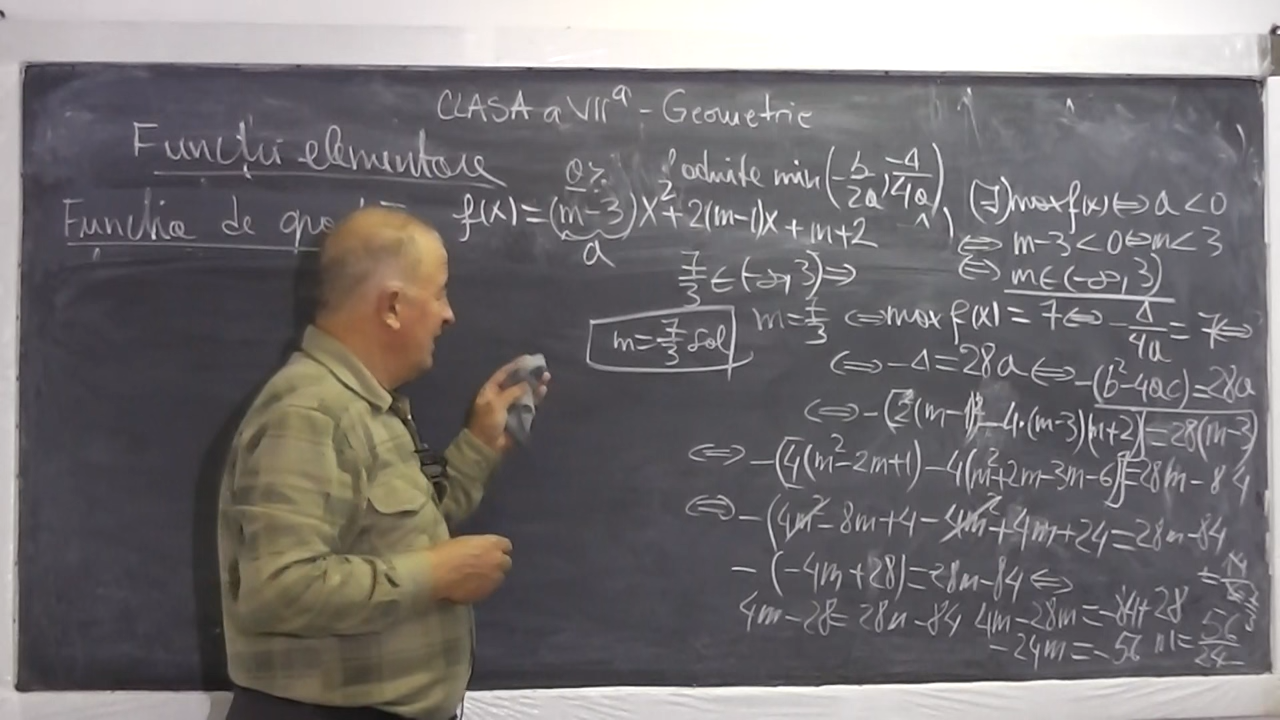 CLASA a VII a - Geometrie
Funcții elementare
a> f admite min (-b/2a, -Δ/4a)
Funcția de
f(x) = (m-3)x² + 2(m-1)x + m+2
a
(∃) max f(x) ⇔ a < 0
⇔ m-3 < 0 ⇔ m < 3
⇔ m ∈ (-∞, 3)
7/3 ∈ (-∞, 3) ⇒
m = 7/3 sol
m = 7/3 ⇔ max f(x) = 7 ⇔ -Δ/4a = 7 ⇔
⇔ -Δ = 28a ⇔ -(b²-4ac) = 28a
⇔ -(2²(m-1)² - 4·(m-3)(m+2)) = 28(m-3)
⇔ -(4(m²-2m+1) - 4(m²+2m-3m-6)) = 28m-84
⇔ -(4m²-8m+4-4m²+4m+24 = 28m-84
-(-4m+28) = 28m-84 ⇔
4m-28 = 28m-84 4m-28m = -84+28
-24m = -56 m = 56/24